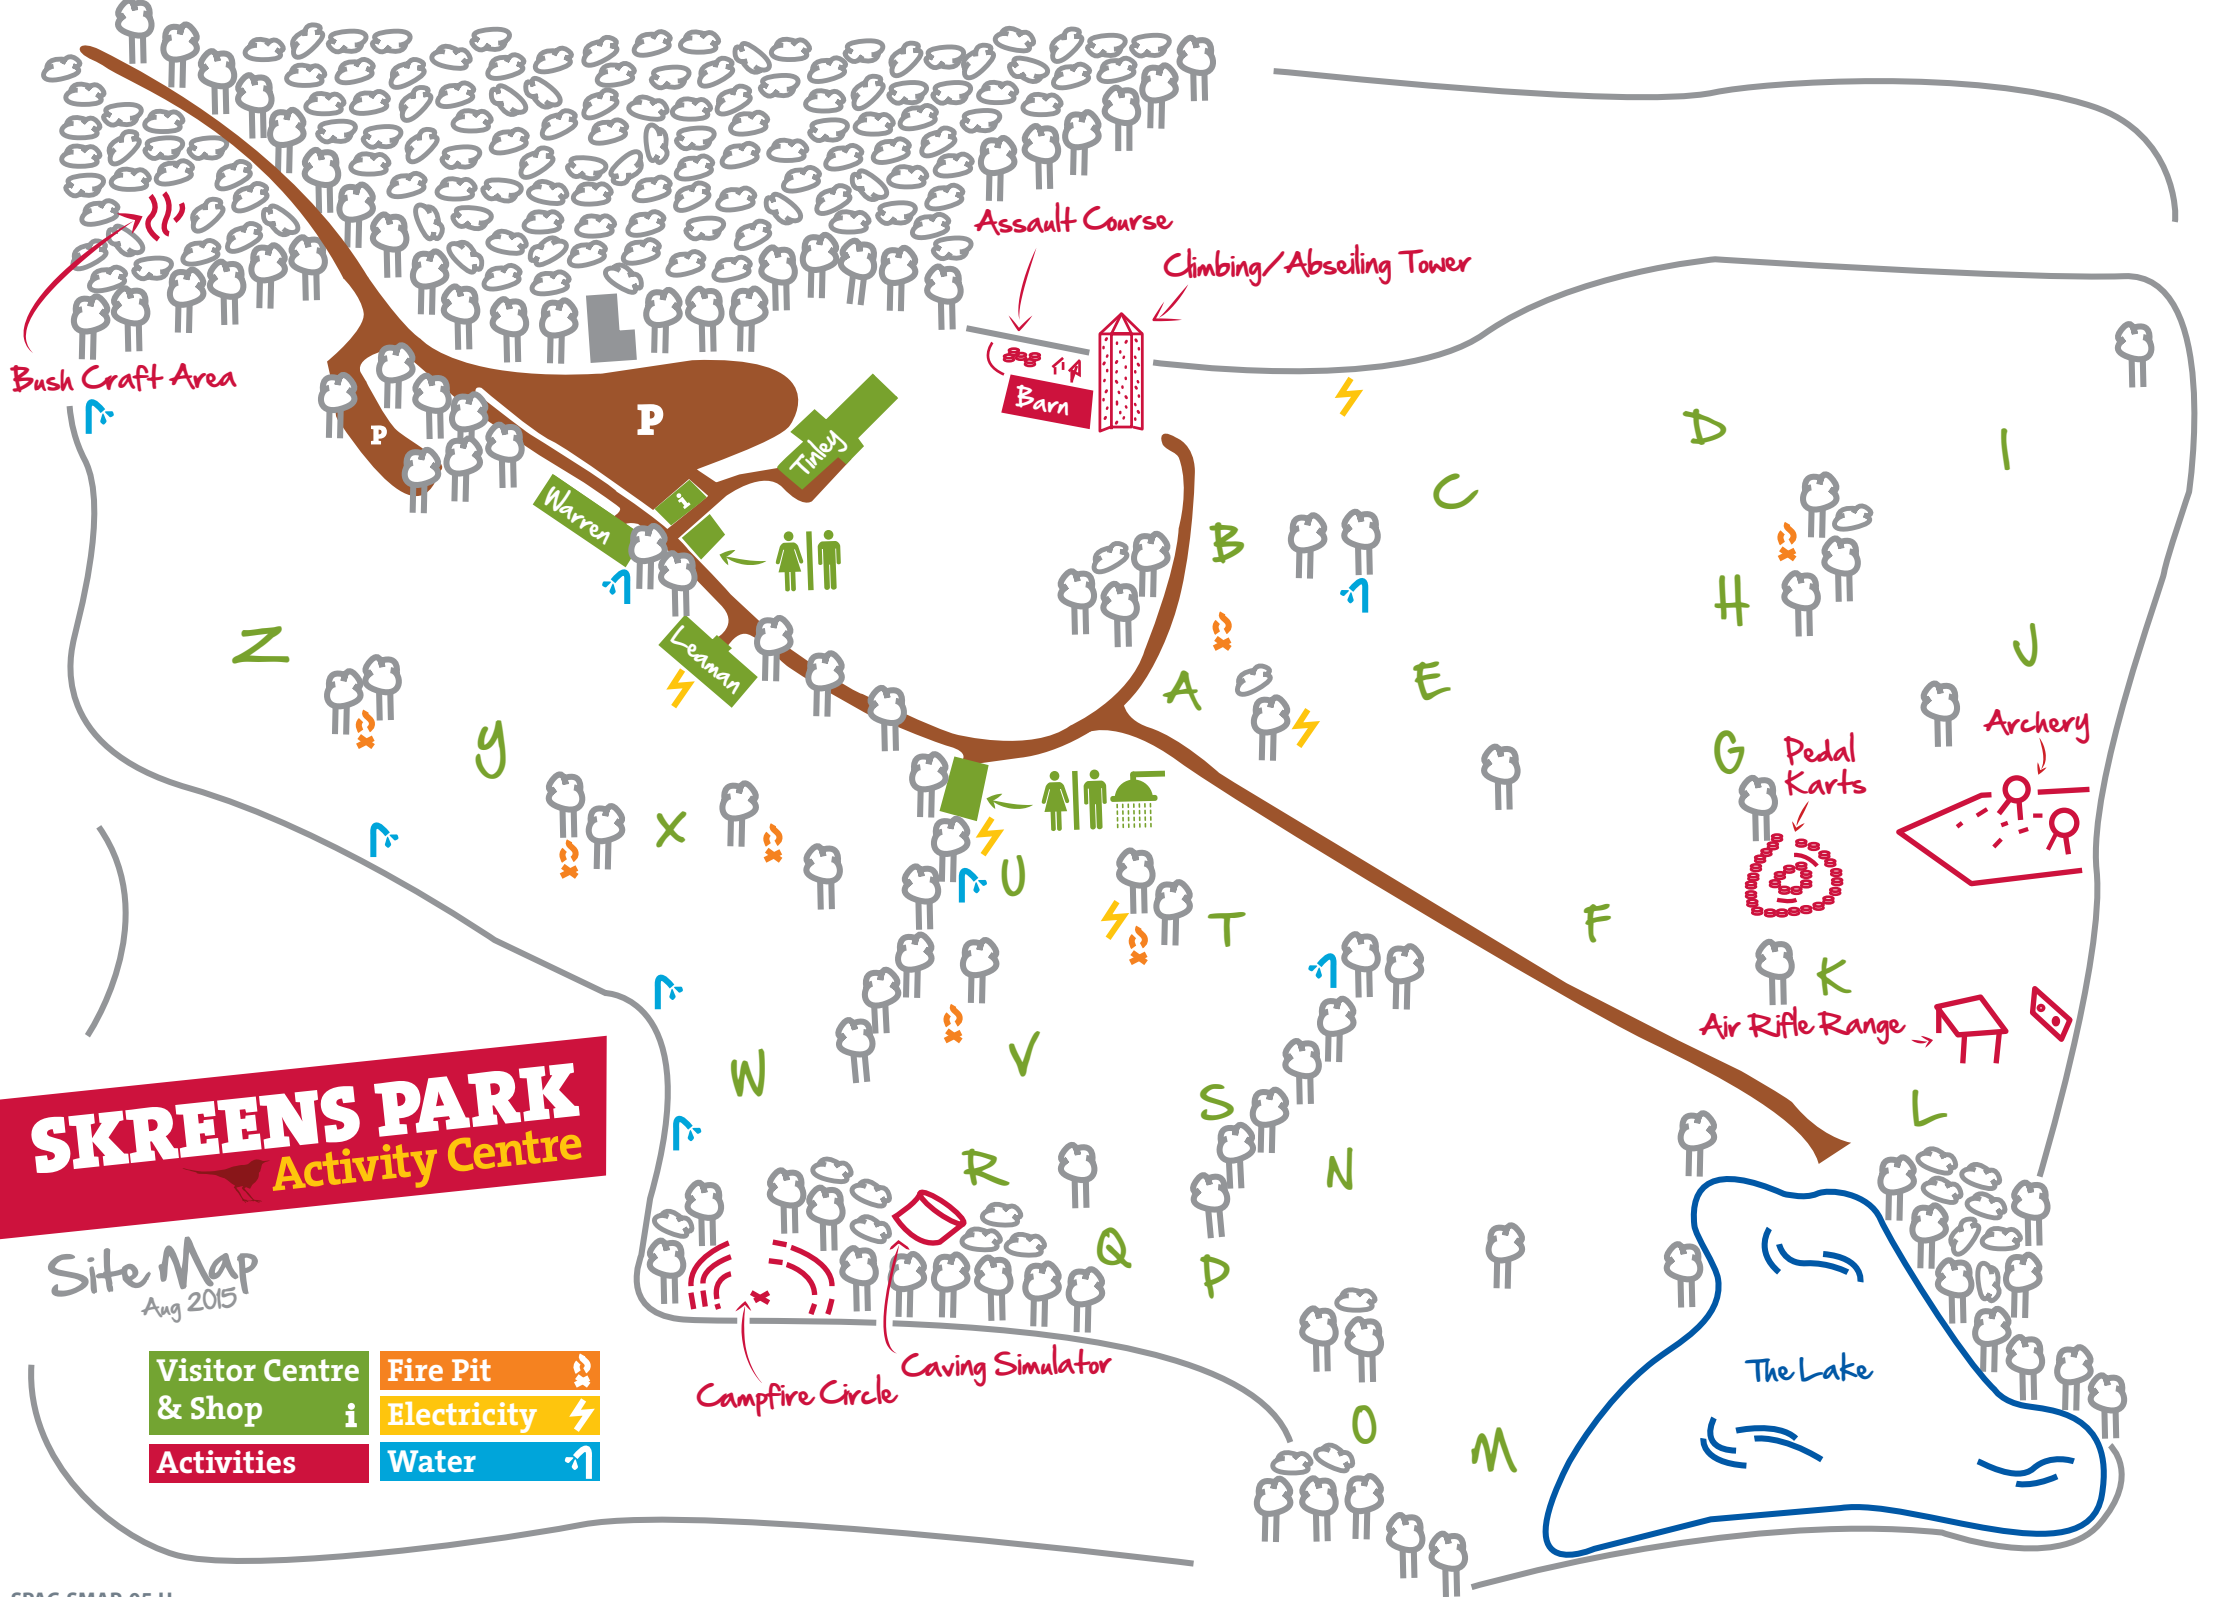 Assault Course
Climbing/Abseiling Tower
Bush Craft Area
Barn
P
P
Tinley
i
Warren
Leaman
D
I
C
B
H
Z
E
J
A
Archery
y
G
Pedal
Karts
X
U
T
F
K
Air Rifle Range
W
V
S
L
R
N
Q
P
SKREENS PARK
Activity Centre
Site Map
Aug 2015
The Lake
Caving Simulator
Campfire Circle
O
M
Visitor Centre
& Shop i
Activities
Fire Pit
Electricity
Water